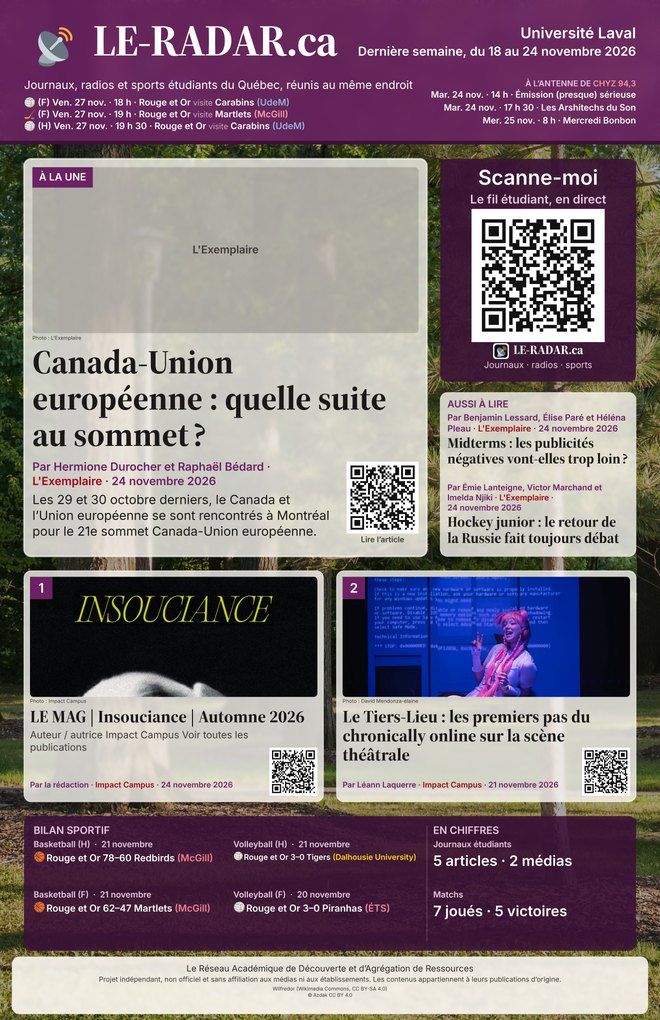 LE-RADAR.ca
Université Laval
Dernière semaine, du 18 au 24 novembre 2026
Journaux, radios et sports étudiants du Québec, réunis au même endroit
(F) Ven. 27 nov. · 18 h · Rouge et Or visite Carabins (UdeM)
(F) Ven. 27 nov. · 19 h · Rouge et Or visite Martlets (McGill)
(H) Ven. 27 nov. · 19 h 30 · Rouge et Or visite Carabins (UdeM)
À L'ANTENNE DE CHYZ 94,3
Mar. 24 nov. · 14 h · Émission (presque) sérieuse
Mar. 24 nov. · 17 h 30 · Les Arshitechs du Son
Mer. 25 nov. · 8 h · Mercredi Bonbon
À LA UNE
L'Exemplaire
Photo : L'Exemplaire
Canada-Union
européenne : quelle suite
au sommet ?
Par Hermione Durocher et Raphaël Bédard ·
L'Exemplaire · 24 novembre 2026
Les 29 et 30 octobre derniers, le Canada et
l'Union européenne se sont rencontrés à Montréal
pour le 21e sommet Canada-Union européenne.
Lire l'article
Scanne-moi
Le fil étudiant, en direct
LE-RADAR.ca
Journaux · radios · sports
AUSSI À LIRE
Par Benjamin Lessard, Élise Paré et Héléna
Pleau · L'Exemplaire · 24 novembre 2026
Midterms : les publicités
négatives vont-elles trop loin ?
Par Émie Lanteigne, Victor Marchand et
Imelda Njiki · L'Exemplaire ·
24 novembre 2026
Hockey junior : le retour de
la Russie fait toujours débat
1
INSOUCIANCE
Photo : Impact Campus
LE MAG | Insouciance | Automne 2026
Auteur / autrice Impact Campus Voir toutes les
publications
Par la rédaction · Impact Campus · 24 novembre 2026
2
Photo : David Mendonza-élaine
Le Tiers-Lieu : les premiers pas du
chronically online sur la scène
théâtrale
Par Léann Laquerre · Impact Campus · 21 novembre 2026
BILAN SPORTIF
Basketball (H) · 21 novembre
Rouge et Or 78–60 Redbirds (McGill)
Volleyball (H) · 21 novembre
Rouge et Or 3–0 Tigers (Dalhousie University)
Basketball (F) · 21 novembre
Rouge et Or 62–47 Martlets (McGill)
Volleyball (F) · 20 novembre
Rouge et Or 3–0 Piranhas (ÉTS)
EN CHIFFRES
Journaux étudiants
5 articles · 2 médias
Matchs
7 joués · 5 victoires
Le Réseau Académique de Découverte et d'Agrégation de Ressources
Projet indépendant, non officiel et sans affiliation aux médias ni aux établissements. Les contenus appartiennent à leurs publications d'origine.
Wilfredor (Wikimedia Commons, CC BY-SA 4.0)
© Azdak CC BY 4.0